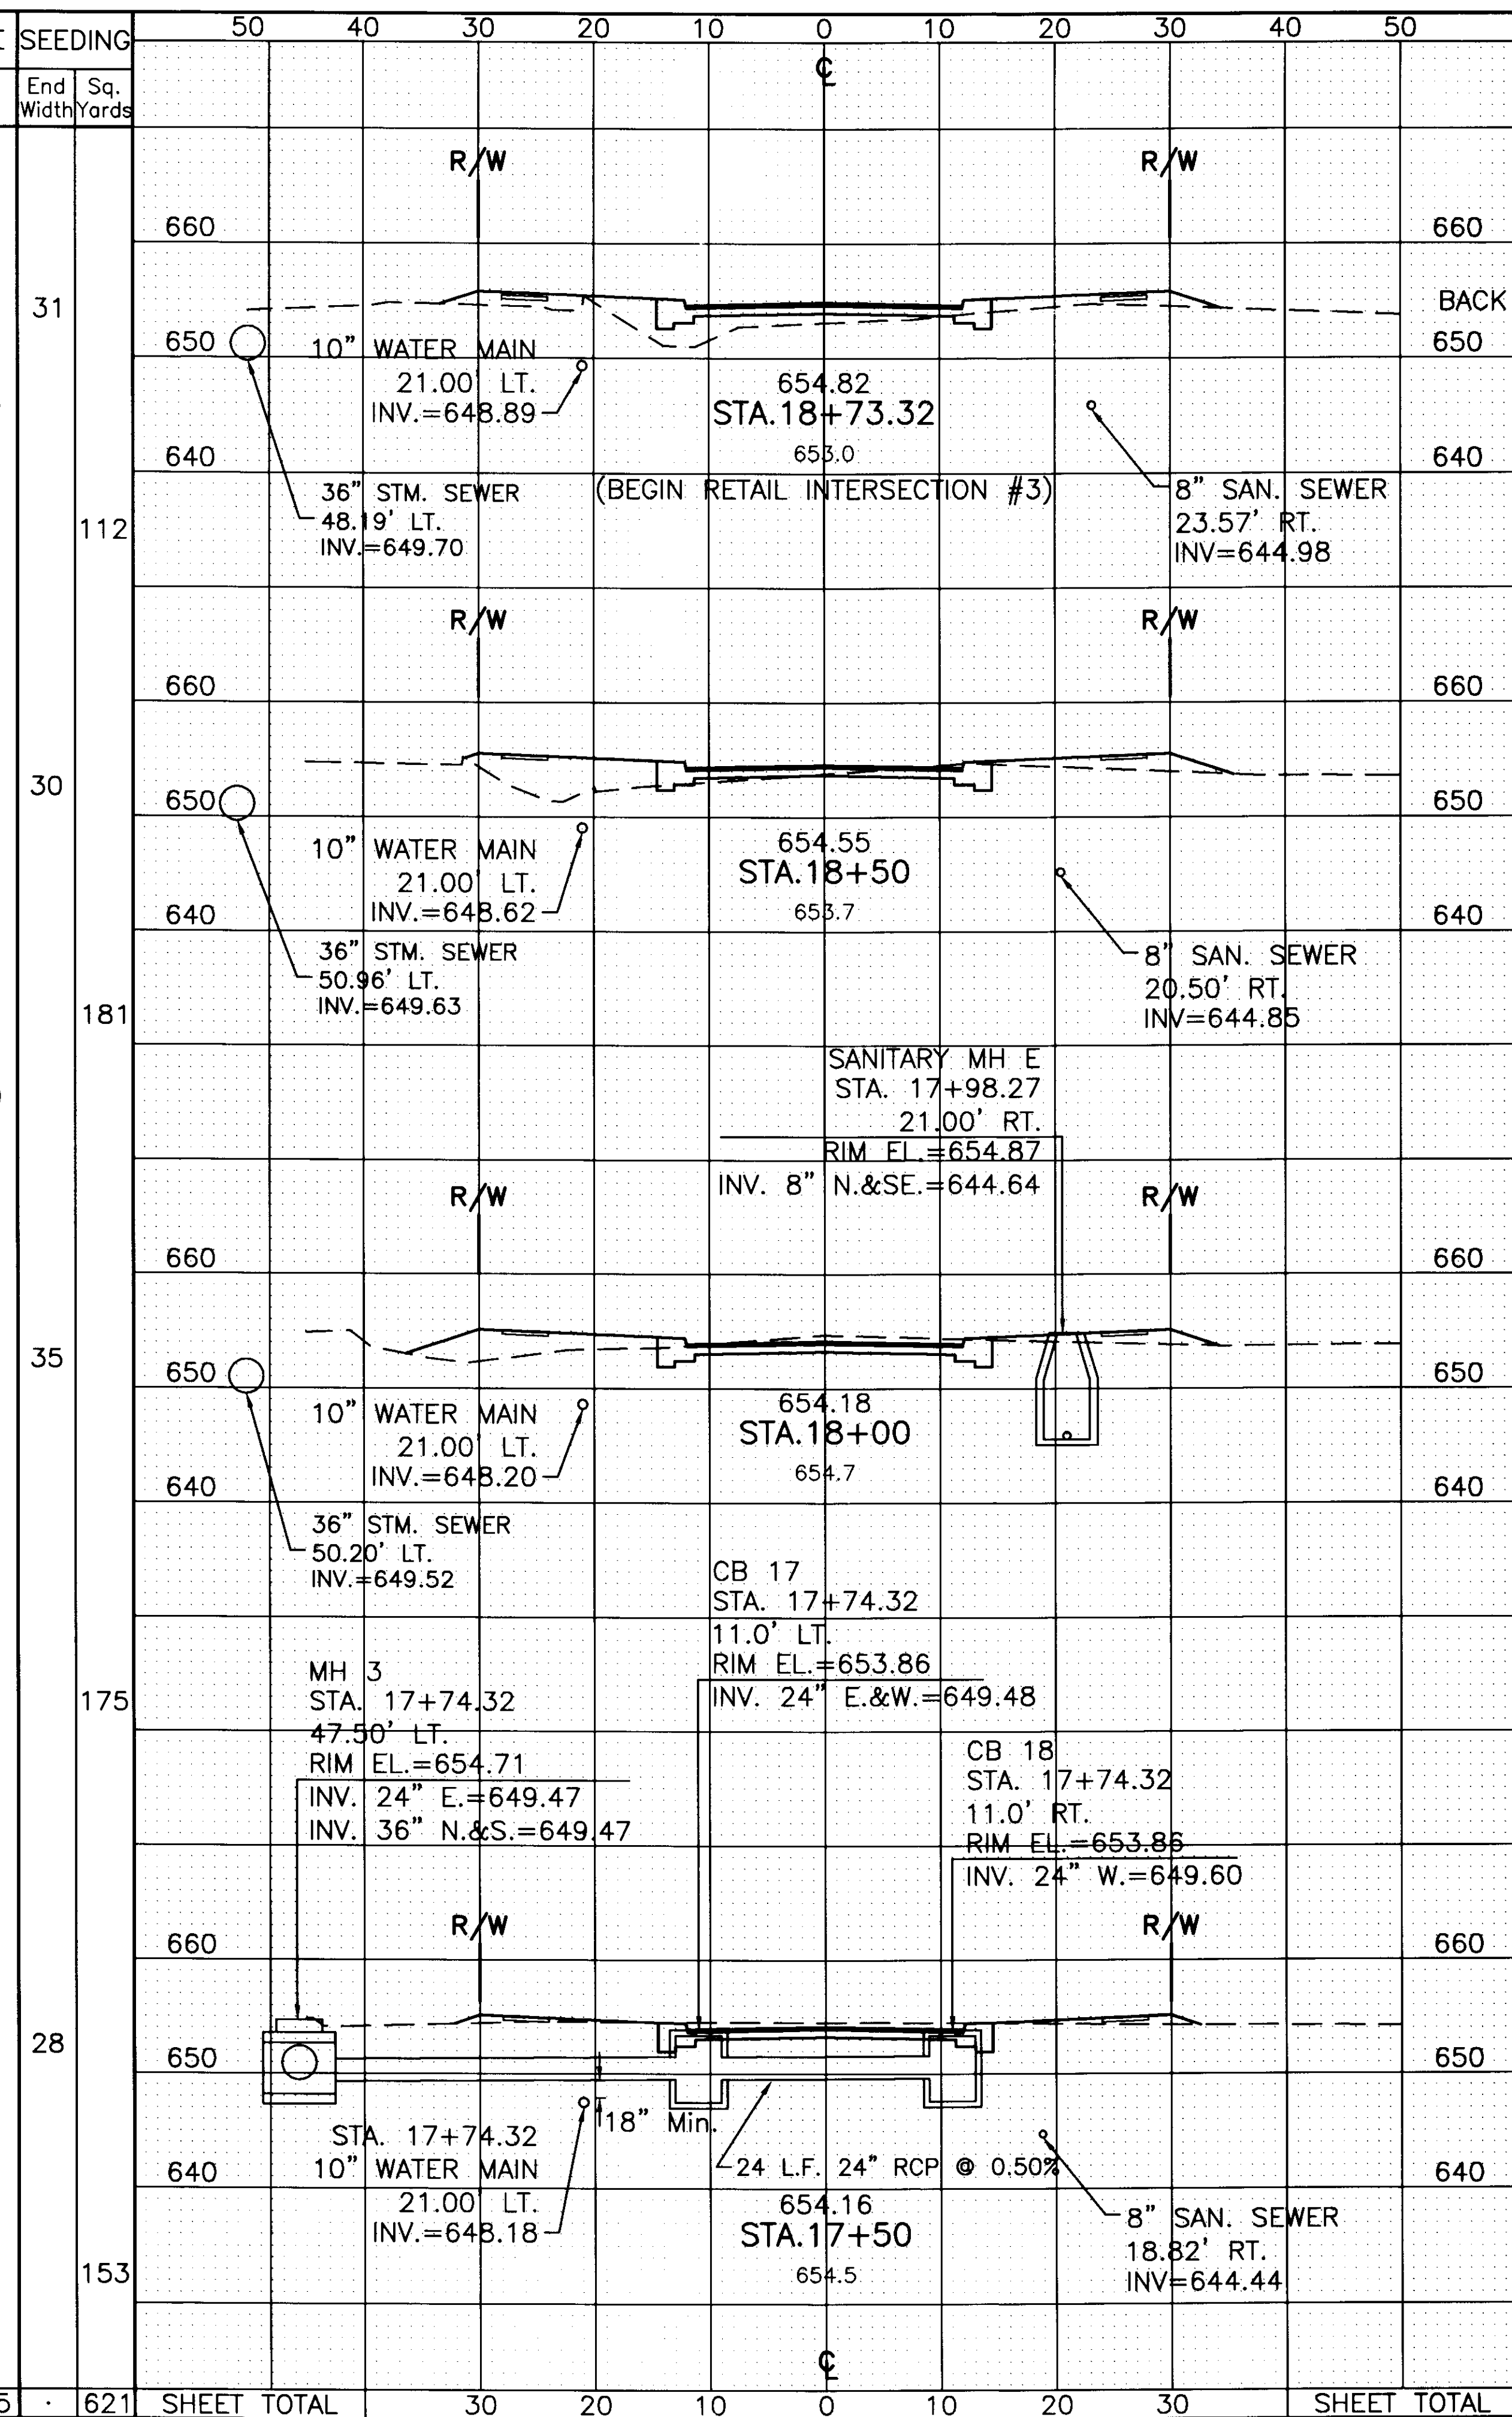 50 40 30 20 10 0 10 20 30 40 50
SEEDING
End Width
Sq. Yards
℄
R/W R/W
660 660
31
BACK
650 650
10" WATER MAIN
21.00' LT.
INV.=648.89
654.82
STA.18+73.32
653.0
640 640
(BEGIN RETAIL INTERSECTION #3)
36" STM. SEWER
48.19' LT.
INV.=649.70
8" SAN. SEWER
23.57' RT.
INV=644.98
112
R/W R/W
660 660
30
650 650
10" WATER MAIN
21.00' LT.
INV.=648.62
654.55
STA.18+50
653.7
640 640
36" STM. SEWER
50.96' LT.
INV.=649.63
8" SAN. SEWER
20.50' RT.
INV=644.85
181
SANITARY MH E
STA. 17+98.27
21.00' RT.
RIM EL.=654.87
INV. 8" N.&SE.=644.64
R/W R/W
660 660
35
650 650
10" WATER MAIN
21.00' LT.
INV.=648.20
654.18
STA.18+00
654.7
640 640
36" STM. SEWER
50.20' LT.
INV.=649.52
CB 17
STA. 17+74.32
11.0' LT.
RIM EL.=653.86
INV. 24" E.&W.=649.48
175
MH 3
STA. 17+74.32
47.50' LT.
RIM EL.=654.71
INV. 24" E.=649.47
INV. 36" N.&S.=649.47
CB 18
STA. 17+74.32
11.0' RT.
RIM EL.=653.86
INV. 24" W.=649.60
R/W R/W
660 660
28
650 650
18" Min.
STA. 17+74.32
10" WATER MAIN
21.00' LT.
INV.=648.18
24 L.F. 24" RCP @ 0.50%
640 640
654.16
STA.17+50
654.5
8" SAN. SEWER
18.82' RT.
INV=644.44
153
℄
621 SHEET TOTAL 30 20 10 0 10 20 30 SHEET TOTAL